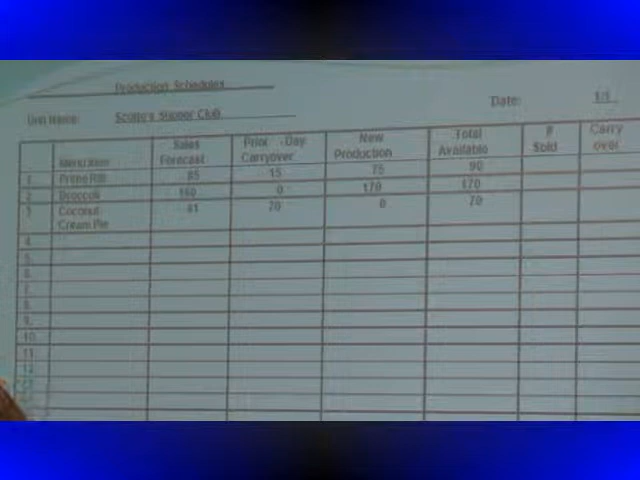 Production Schedules
Unit Name: Scotto's Supper Club Date: 1/1
Menu Item Sales Forecast Prior -Day Carryover New Production Total Available # Sold Carry over
1 Prime Rib 85 15 75 90
2 Broccoli 160 0 170 170
3 Coconut Cream Pie 41 70 0 70
4.
5.
6.
7.
8.
9.
10.
11
12